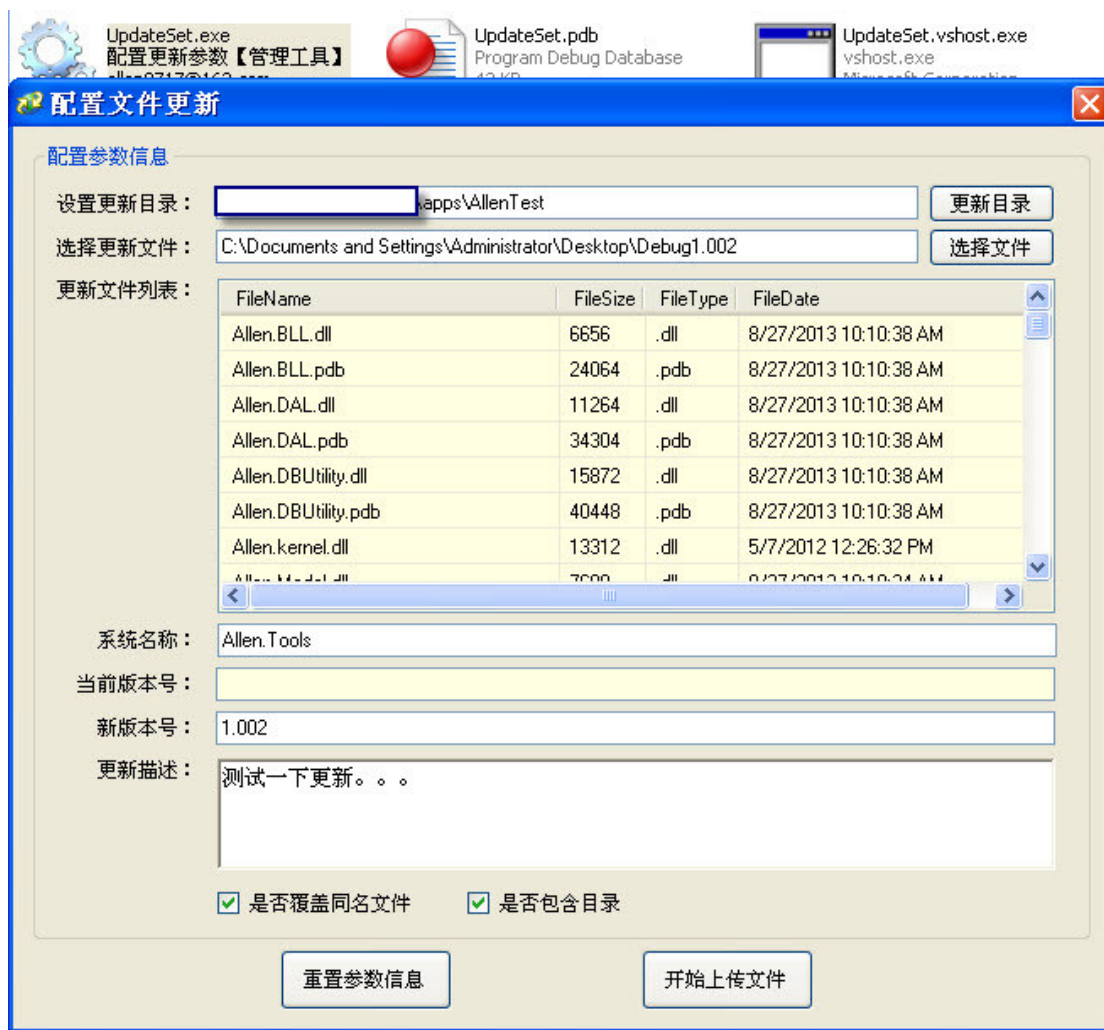 UpdateSet.exe
配置更新参数【管理工具】
UpdateSet.pdb
Program Debug Database
UpdateSet.vshost.exe
vshost.exe
Microsoft Corporation
配置文件更新
配置参数信息
设置更新目录： \apps\AllenTest 更新目录
选择更新文件： C:\Documents and Settings\Administrator\Desktop\Debug1.002 选择文件
更新文件列表：
FileName FileSize FileType FileDate
Allen.BLL.dll 6656 .dll 8/27/2013 10:10:38 AM
Allen.BLL.pdb 24064 .pdb 8/27/2013 10:10:38 AM
Allen.DAL.dll 11264 .dll 8/27/2013 10:10:38 AM
Allen.DAL.pdb 34304 .pdb 8/27/2013 10:10:38 AM
Allen.DBUtility.dll 15872 .dll 8/27/2013 10:10:38 AM
Allen.DBUtility.pdb 40448 .pdb 8/27/2013 10:10:38 AM
Allen.kernel.dll 13312 .dll 5/7/2012 12:26:32 PM
系统名称： Allen.Tools
当前版本号：
新版本号： 1.002
更新描述： 测试一下更新。。。
是否覆盖同名文件 是否包含目录
重置参数信息 开始上传文件